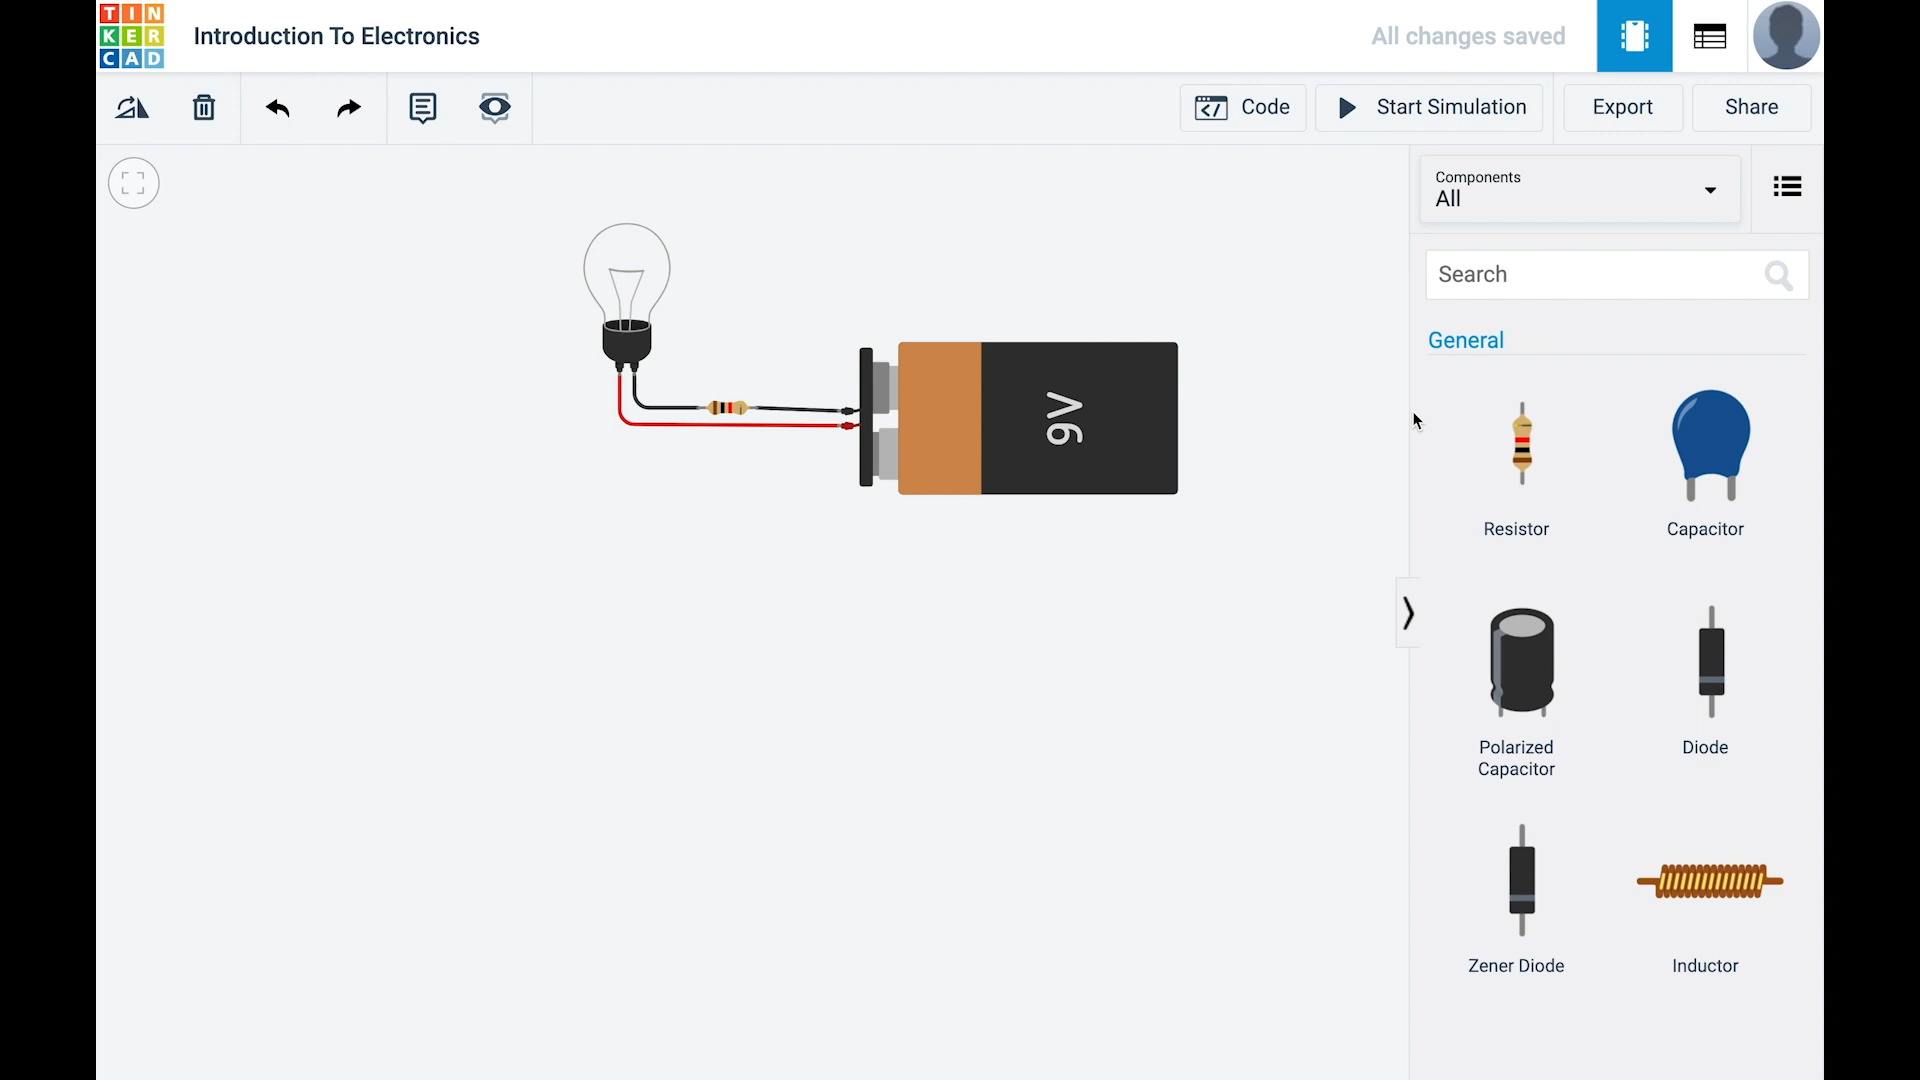 TIN
KER
CAD
Introduction To Electronics
All changes saved
Code
Start Simulation
Export
Share
Components
All
Search
General
9V
Resistor
Capacitor
Polarized
Capacitor
Diode
Zener Diode
Inductor